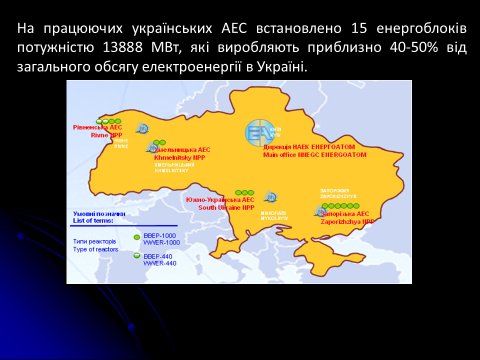 На працюючих українських АЕС встановлено 15 енергоблоків
потужністю 13888 МВт, які виробляють приблизно 40-50% від
загального обсягу електроенергії в Україні.
Рівненська АЕС
Rivne NPP
Хмельницька АЕС
Khmelnitsky NPP
Дирекція НАЕК ЕНЕРГОАТОМ
Main office NNEGC ENERGOATOM
Южно-Українська АЕС
South Ukraine NPP
Запорізька АЕС
Zaporizhzhya NPP
Умовні позначки
List of terms:
Типи реакторів
Type of reactors
ВВЕР-1000
VWER-1000
ВВЕР-440
VWER-440